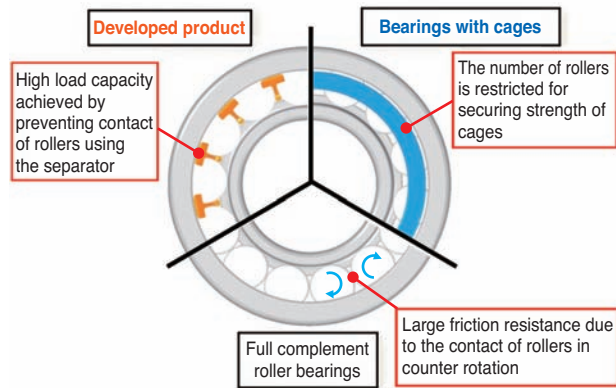 Developed product
Bearings with cages
High load capacity
achieved by
preventing contact
of rollers using
the separator
The number of rollers
is restricted for
securing strength of
cages
Full complement
roller bearings
Large friction resistance due
to the contact of rollers in
counter rotation